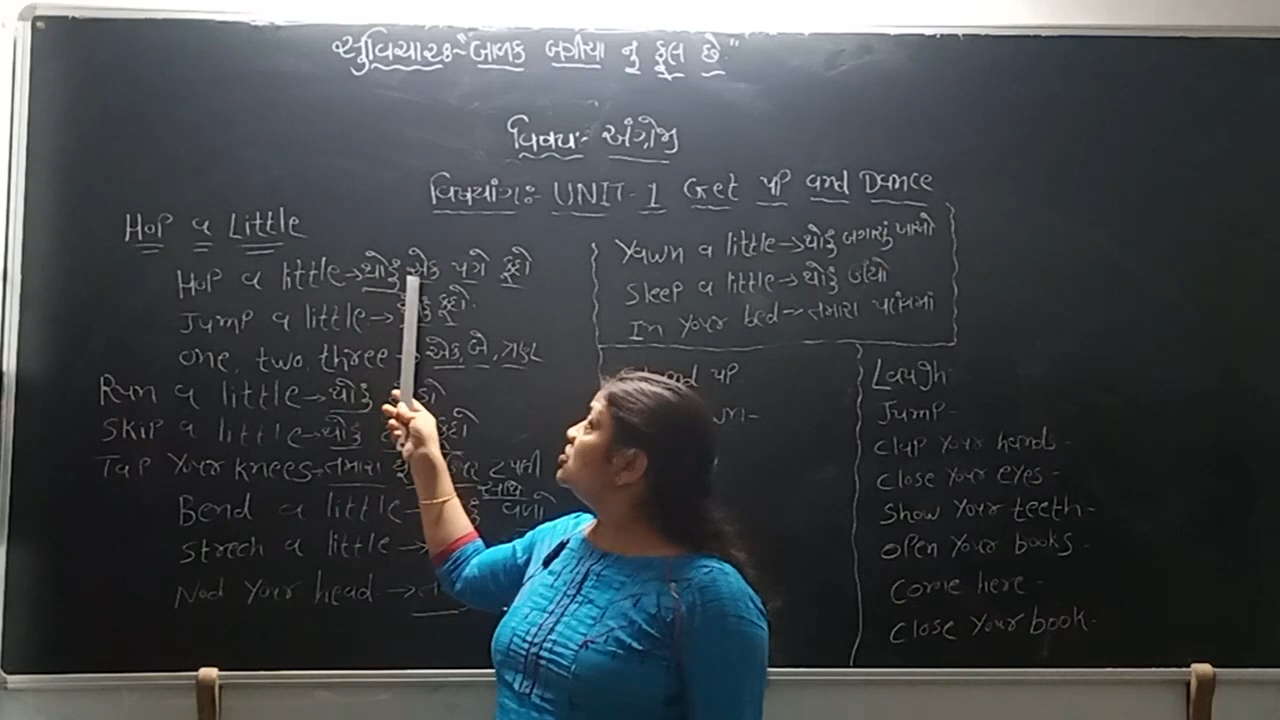 સુવિચારઃ- "બાળક બગીચા નુ ફૂલ છે"
વિષયઃ- અંગ્રેજી
વિષયાંગઃ- UNIT-1 Get up and Dance
Hop a Little
Hop a little → થોડું એક પગે કૂદો
Jump a little → થોડું કૂદો.
one, two, three → એક, બે, ત્રણ
Run a little → થોડું
Skip a little → થોડું
Tap Your knees → તમારા ટપલી
સાથે
Bend a little → વળો
Strech a little →
Nod your head →
Yawn a little → થોડું બગાસું ખાઓ
Sleep a little → થોડું ઊંઘો
In your bed → તમારા પલંગમાં
up
Laugh-
Jump-
Clap your hands-
Close your eyes-
Show your teeth-
Open your books-
Come here-
Close your book-